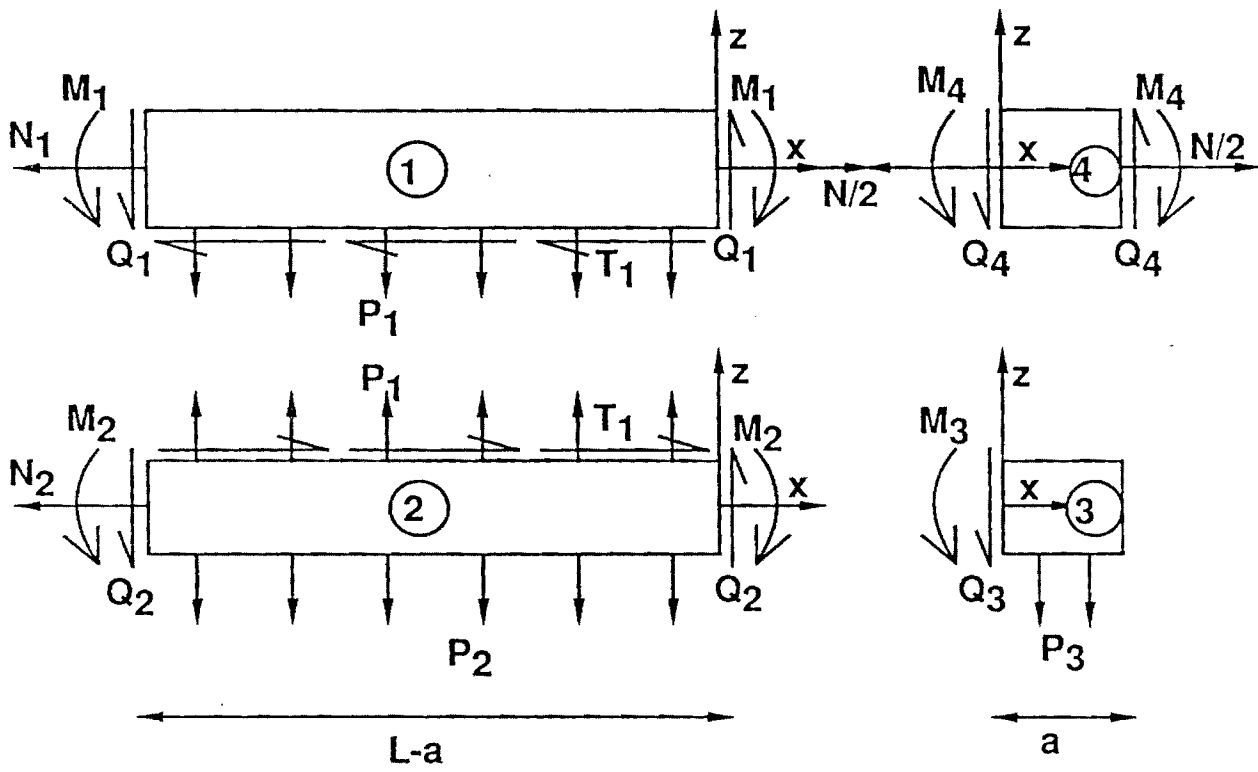 z z
M1 M1 M4 M4
N1 1 x N/2 x 4 N/2
Q1 T1 Q1 Q4 Q4
P1
P1 z z
M2 T1 M2 M3
N2 2 x x 3
Q2 Q2 Q3
P2 P3
L-a a